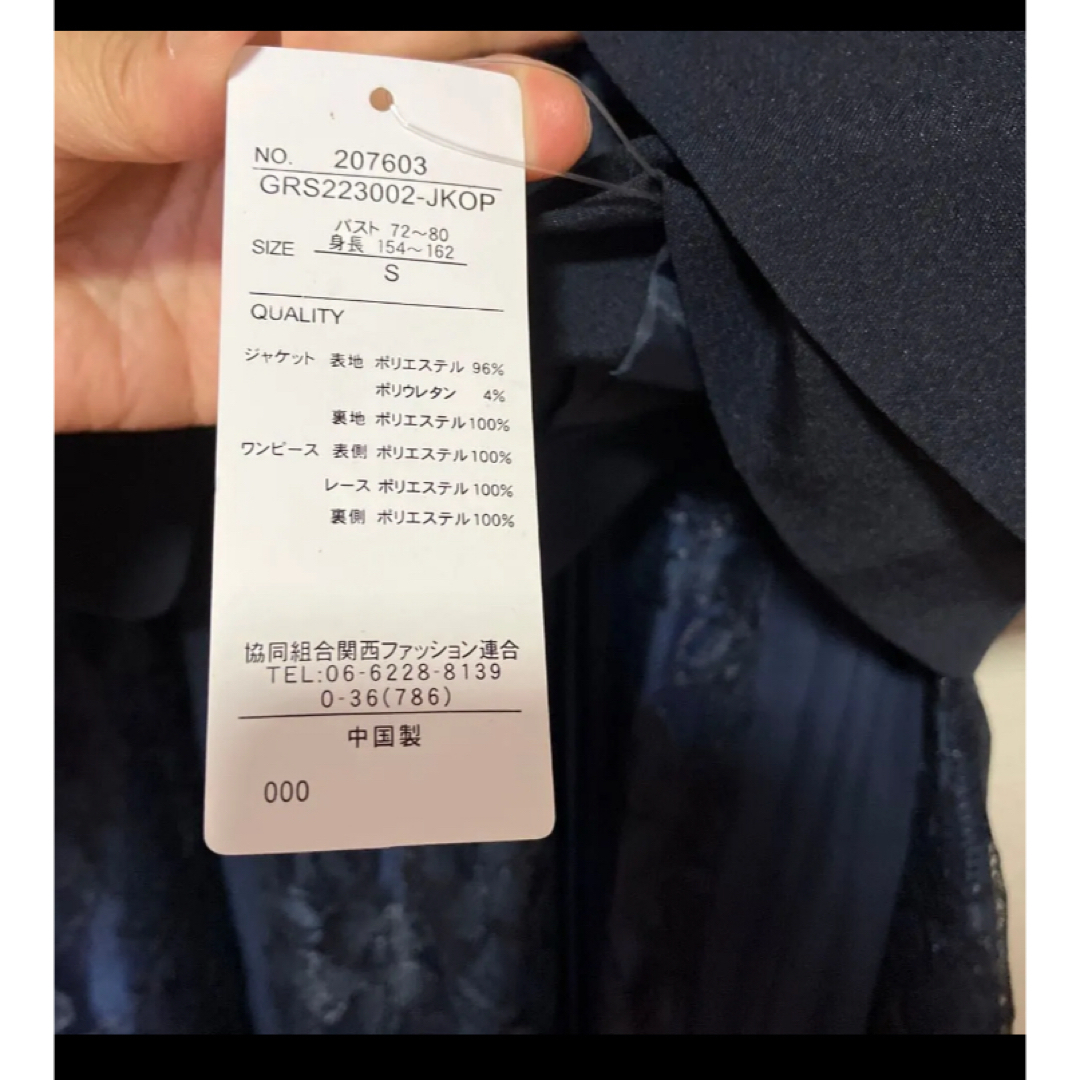 NO. 207603
GRS223002-JKOP
バスト 72〜80
SIZE 身長 154〜162
S
QUALITY
ジャケット 表地 ポリエステル 96%
ポリウレタン 4%
裏地 ポリエステル100%
ワンピース 表側 ポリエステル100%
レース ポリエステル100%
裏側 ポリエステル100%
協同組合関西ファッション連合
TEL:06-6228-8139
0-36(786)
中国製
000